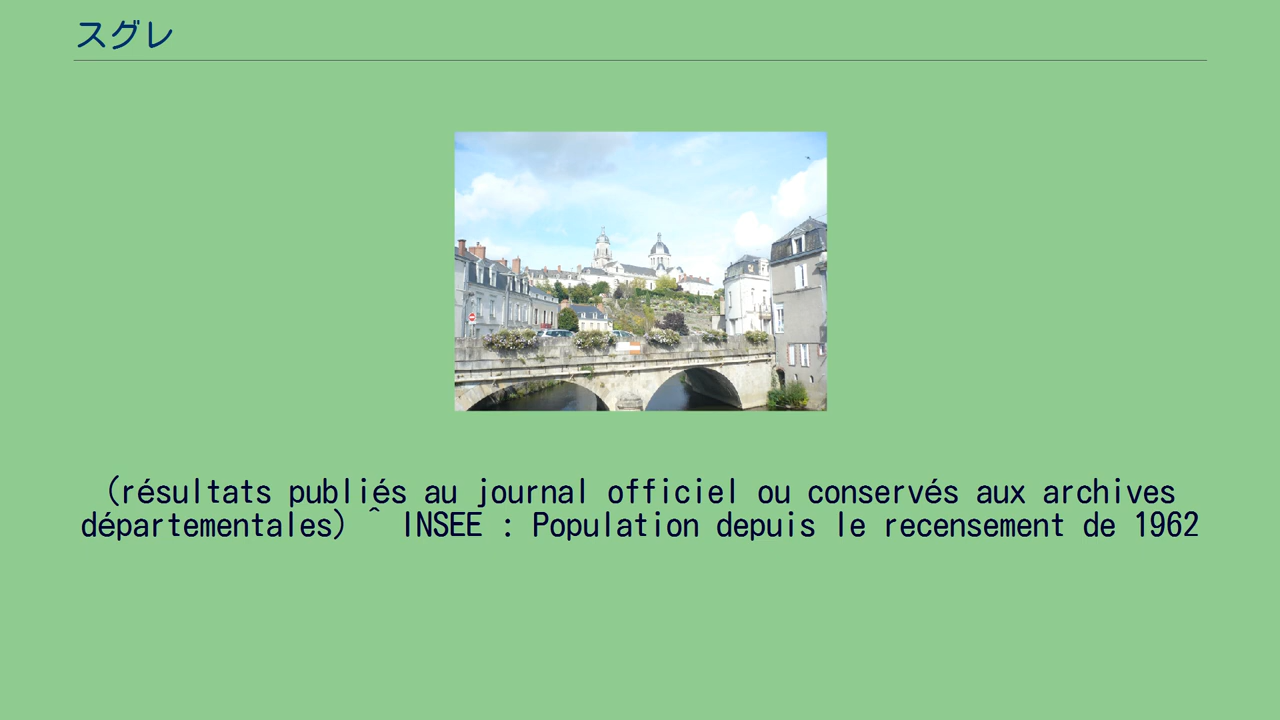 スグレ
(résultats publiés au journal officiel ou conservés aux archives
départementales) ^ INSEE : Population depuis le recensement de 1962